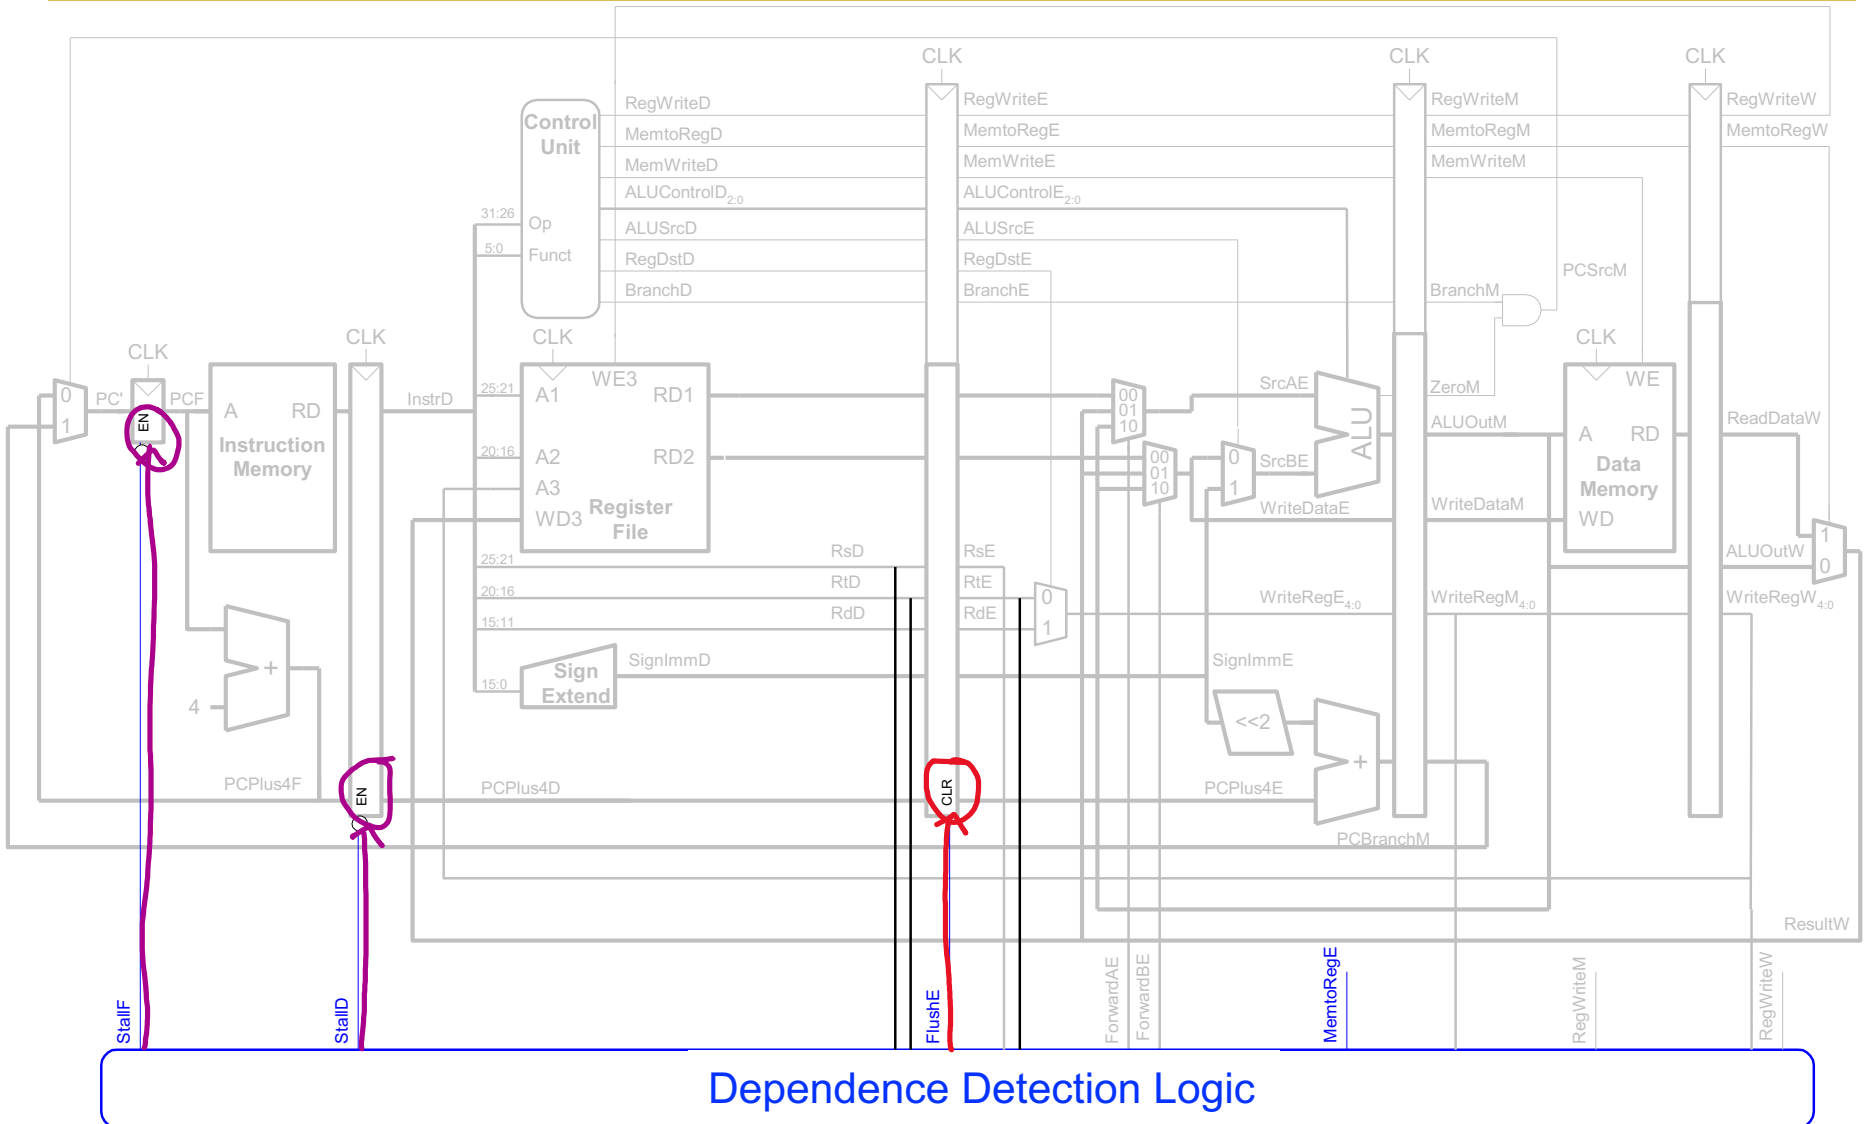 CLK CLK CLK
RegWriteD RegWriteE RegWriteM RegWriteW
Control
Unit
MemtoRegD MemtoRegE MemtoRegM MemtoRegW
MemWriteD MemWriteE MemWriteM
ALUControlD2:0 ALUControlE2:0
31:26 Op
ALUSrcD ALUSrcE
5:0 Funct
RegDstD RegDstE
PCSrcM
BranchD BranchE BranchM
CLK CLK CLK CLK
WE3 WE
0 PC' PCF A RD InstrD 25:21 A1 RD1 00 SrcAE ZeroM
1 EN 01 ALUOutM ReadDataW
10 ALU A RD
Instruction
Memory
20:16 A2 RD2 00 0 SrcBE Data
01 Memory
A3 10 1
WD3 Register
File
WriteDataE WriteDataM WD
25:21 RsD RsE ALUOutW 1
0
20:16 RtD RtE 0 WriteRegE4:0 WriteRegM4:0 WriteRegW4:0
15:11 RdD RdE 1
+ Sign
Extend
SignImmD SignImmE
15:0
4 <<2
+
PCPlus4F EN PCPlus4D CLR PCPlus4E
PCBranchM
ResultW
StallF StallD FlushE ForwardAE ForwardBE MemtoRegE RegWriteM RegWriteW
Dependence Detection Logic